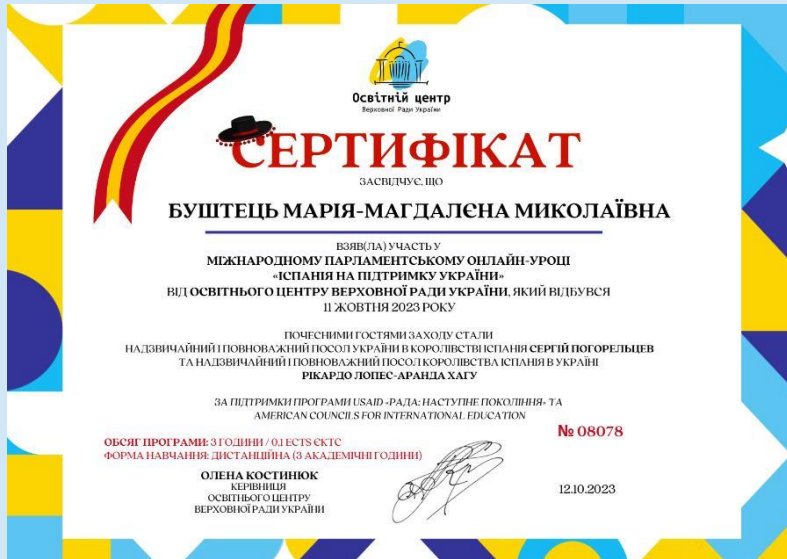 Освітній центр
Верховної Ради України
СЕРТИФІКАТ
ЗАСВІДЧУЄ, ЩО
БУШТЕЦЬ МАРІЯ-МАГДАЛЄНА МИКОЛАЇВНА
ВЗЯВ(ЛА) УЧАСТЬ У
МІЖНАРОДНОМУ ПАРЛАМЕНТСЬКОМУ ОНЛАЙН-УРОЦІ
«ІСПАНІЯ НА ПІДТРИМКУ УКРАЇНИ»
ВІД ОСВІТНЬОГО ЦЕНТРУ ВЕРХОВНОЇ РАДИ УКРАЇНИ, ЯКИЙ ВІДБУВСЯ
11 ЖОВТНЯ 2023 РОКУ
ПОЧЕСНИМИ ГОСТЯМИ ЗАХОДУ СТАЛИ
НАДЗВИЧАЙНИЙ І ПОВНОВАЖНИЙ ПОСОЛ УКРАЇНИ В КОРОЛІВСТВІ ІСПАНІЯ СЕРГІЙ ПОГОРЕЛЬЦЕВ
ТА НАДЗВИЧАЙНИЙ І ПОВНОВАЖНИЙ ПОСОЛ КОРОЛІВСТВА ІСПАНІЯ В УКРАЇНІ
РІКАРДО ЛОПЕС-АРАНДА ХАГУ
ЗА ПІДТРИМКИ ПРОГРАМИ USAID «РАДА: НАСТУПНЕ ПОКОЛІННЯ» ТА
AMERICAN COUNCILS FOR INTERNATIONAL EDUCATION
№ 08078
ОБСЯГ ПРОГРАМИ: 3 ГОДИНИ / 0,1 ECTS ЄКТС
ФОРМА НАВЧАННЯ: ДИСТАНЦІЙНА (3 АКАДЕМІЧНІ ГОДИНИ)
ОЛЕНА КОСТИНЮК
КЕРІВНИЦЯ
ОСВІТНЬОГО ЦЕНТРУ
ВЕРХОВНОЇ РАДИ УКРАЇНИ
12.10.2023